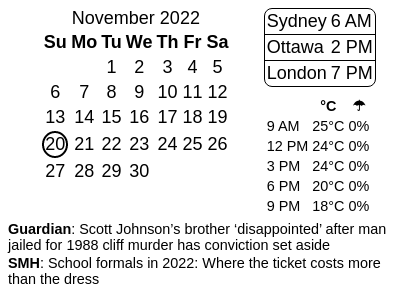 November 2022
Su Mo Tu We Th Fr Sa
1 2 3 4 5
6 7 8 9 10 11 12
13 14 15 16 17 18 19
20 21 22 23 24 25 26
27 28 29 30
Sydney 6 AM
Ottawa 2 PM
London 7 PM
°C ☂
9 AM 25°C 0%
12 PM 24°C 0%
3 PM 24°C 0%
6 PM 20°C 0%
9 PM 18°C 0%
Guardian: Scott Johnson’s brother ‘disappointed’ after man
jailed for 1988 cliff murder has conviction set aside
SMH: School formals in 2022: Where the ticket costs more
than the dress